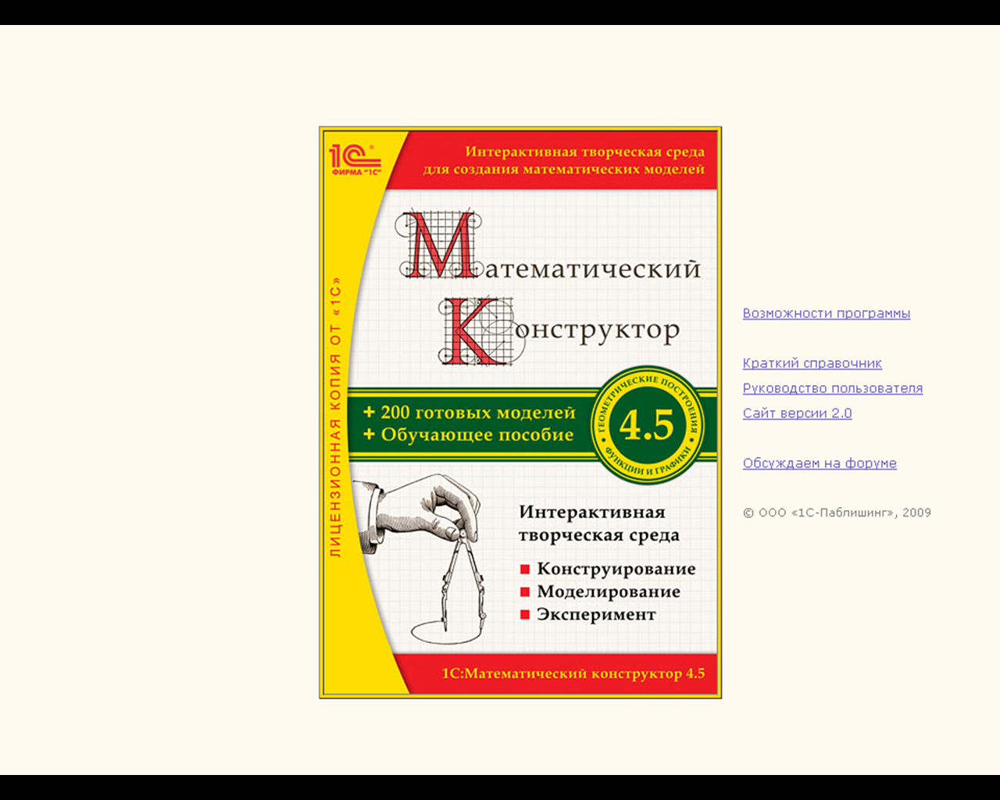 1С®
ФИРМА "1С"
Интерактивная творческая среда
для создания математических моделей
Математический
Конструктор
ЛИЦЕНЗИОННАЯ КОПИЯ ОТ «1С»
+ 200 готовых моделей
+ Обучающее пособие
ГЕОМЕТРИЧЕСКИЕ ПОСТРОЕНИЯ
4.5
• ФУНКЦИИ И ГРАФИКИ •
Интерактивная
творческая среда
Конструирование
Моделирование
Эксперимент
1С:Математический конструктор 4.5
Возможности программы
Краткий справочник
Руководство пользователя
Сайт версии 2.0
Обсуждаем на форуме
© ООО «1С-Паблишинг», 2009